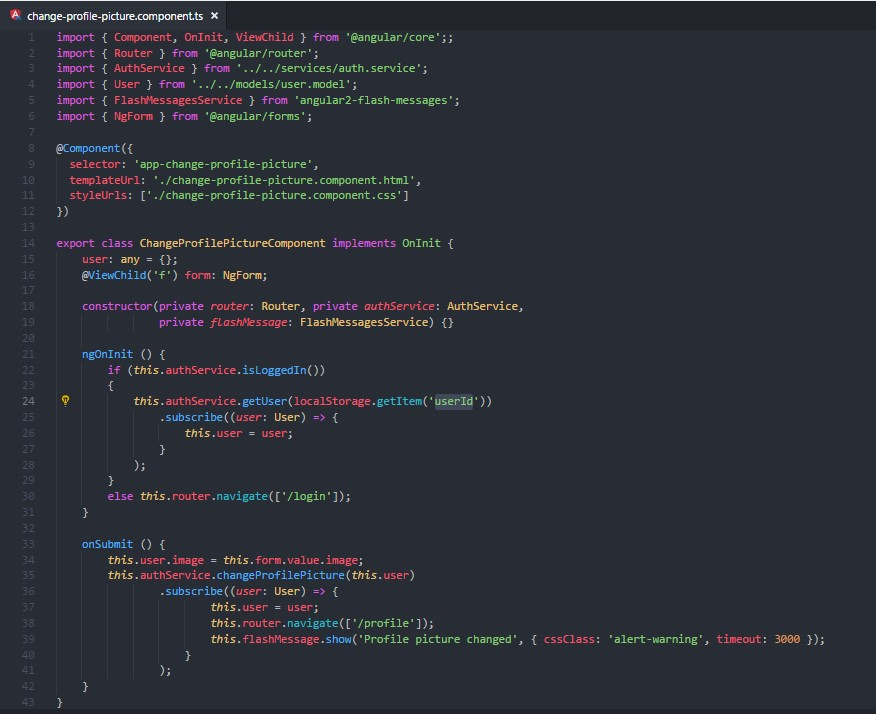 change-profile-picture.component.ts ×
1 import { Component, OnInit, ViewChild } from '@angular/core';;
2 import { Router } from '@angular/router';
3 import { AuthService } from '../../services/auth.service';
4 import { User } from '../../models/user.model';
5 import { FlashMessagesService } from 'angular2-flash-messages';
6 import { NgForm } from '@angular/forms';
7
8 @Component({
9   selector: 'app-change-profile-picture',
10   templateUrl: './change-profile-picture.component.html',
11   styleUrls: ['./change-profile-picture.component.css']
12 })
13
14 export class ChangeProfilePictureComponent implements OnInit {
15     user: any = {};
16     @ViewChild('f') form: NgForm;
17
18     constructor(private router: Router, private authService: AuthService,
19                 private flashMessage: FlashMessagesService) {}
20
21     ngOnInit () {
22         if (this.authService.isLoggedIn())
23         {
24             this.authService.getUser(localStorage.getItem('userId'))
25                 .subscribe((user: User) => {
26                     this.user = user;
27                 }
28             );
29         }
30         else this.router.navigate(['/login']);
31     }
32
33     onSubmit () {
34         this.user.image = this.form.value.image;
35         this.authService.changeProfilePicture(this.user)
36                 .subscribe((user: User) => {
37                         this.user = user;
38                         this.router.navigate(['/profile']);
39                         this.flashMessage.show('Profile picture changed', { cssClass: 'alert-warning', timeout: 3000 });
40                     }
41                 );
42     }
43 }